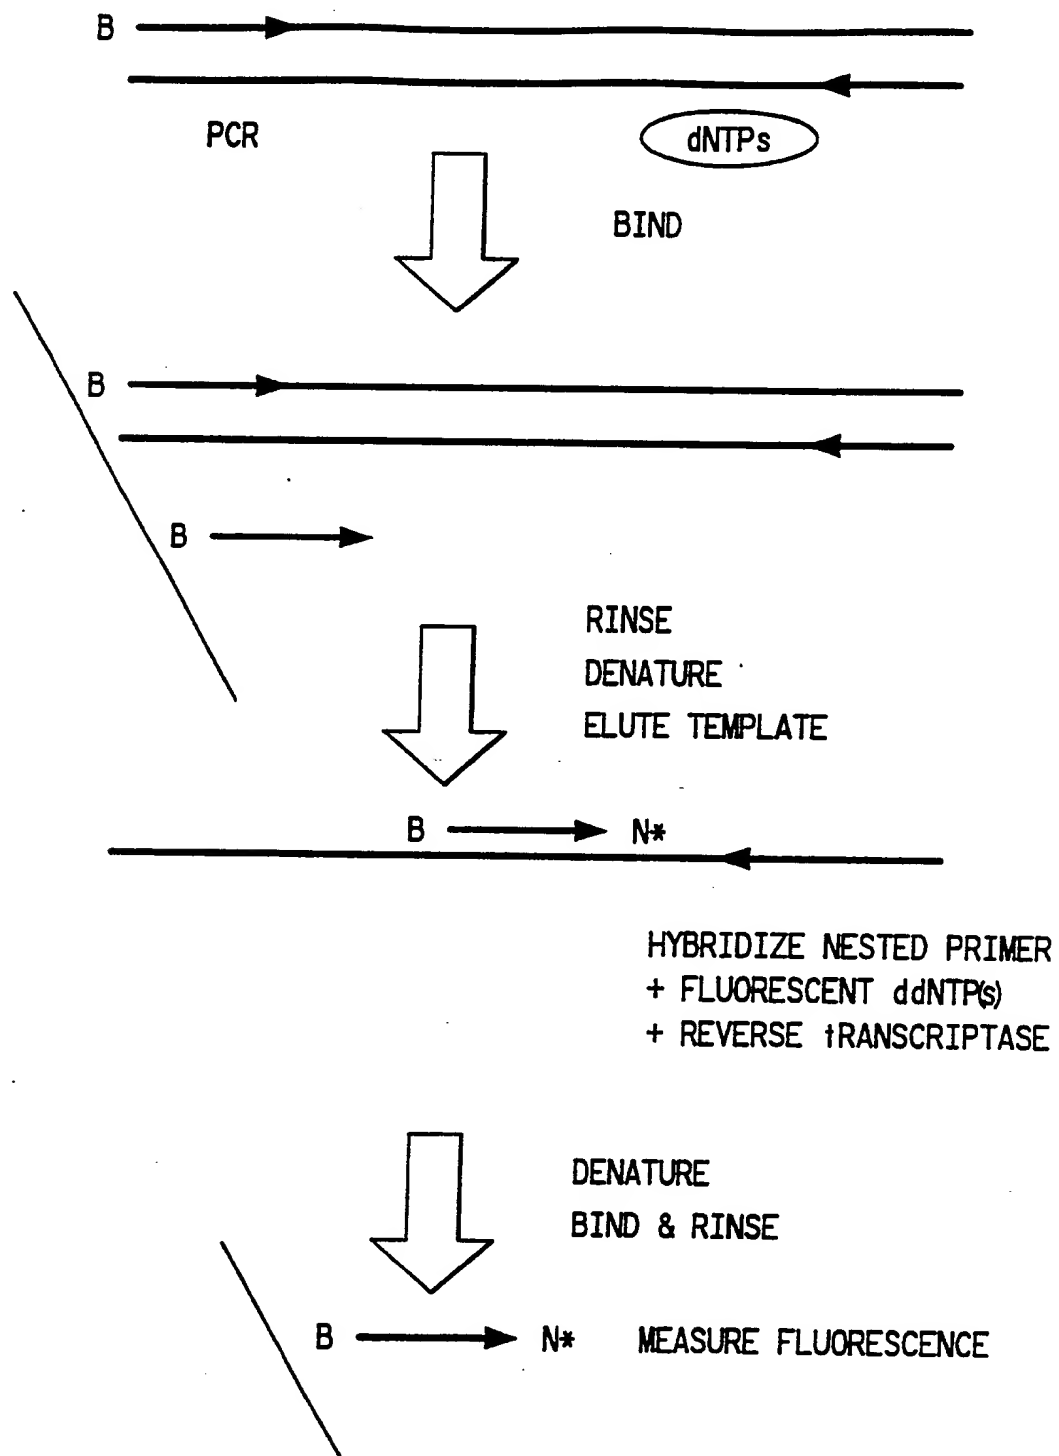 B
PCR
dNTPs
BIND
B
B
RINSE
DENATURE
ELUTE TEMPLATE
B N*
HYBRIDIZE NESTED PRIMER
+ FLUORESCENT ddNTP(s)
+ REVERSE tRANSCRIPTASE
DENATURE
BIND & RINSE
B N* MEASURE FLUORESCENCE